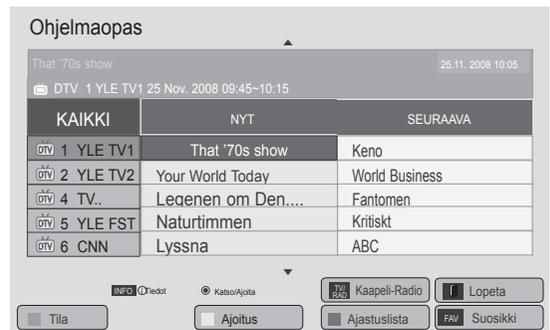 Ohjelmaopas
That '70s show 25.11. 2008 10:05
DTV 1 YLE TV1 25 Nov. 2008 09:45~10:15
KAIKKI NYT SEURAAVA
DTV 1 YLE TV1 That '70s show Keno
DTV 2 YLE TV2 Your World Today World Business
DTV 4 TV.. Legenen om Den.... Fantomen
DTV 5 YLE FST Naturtimmen Kritiskt
DTV 6 CNN Lyssna ABC
INFO i Tiedot Katso/Ajoita TV/RAD Kaapeli-Radio Lopeta
Tila Ajoitus Ajastuslista FAV Suosikki